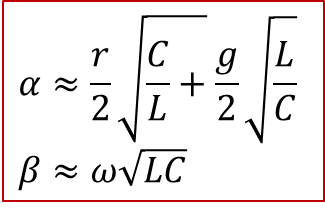 α ≈ r/2 √(C/L +) g/2 √(L/C)
β ≈ ω√(LC)